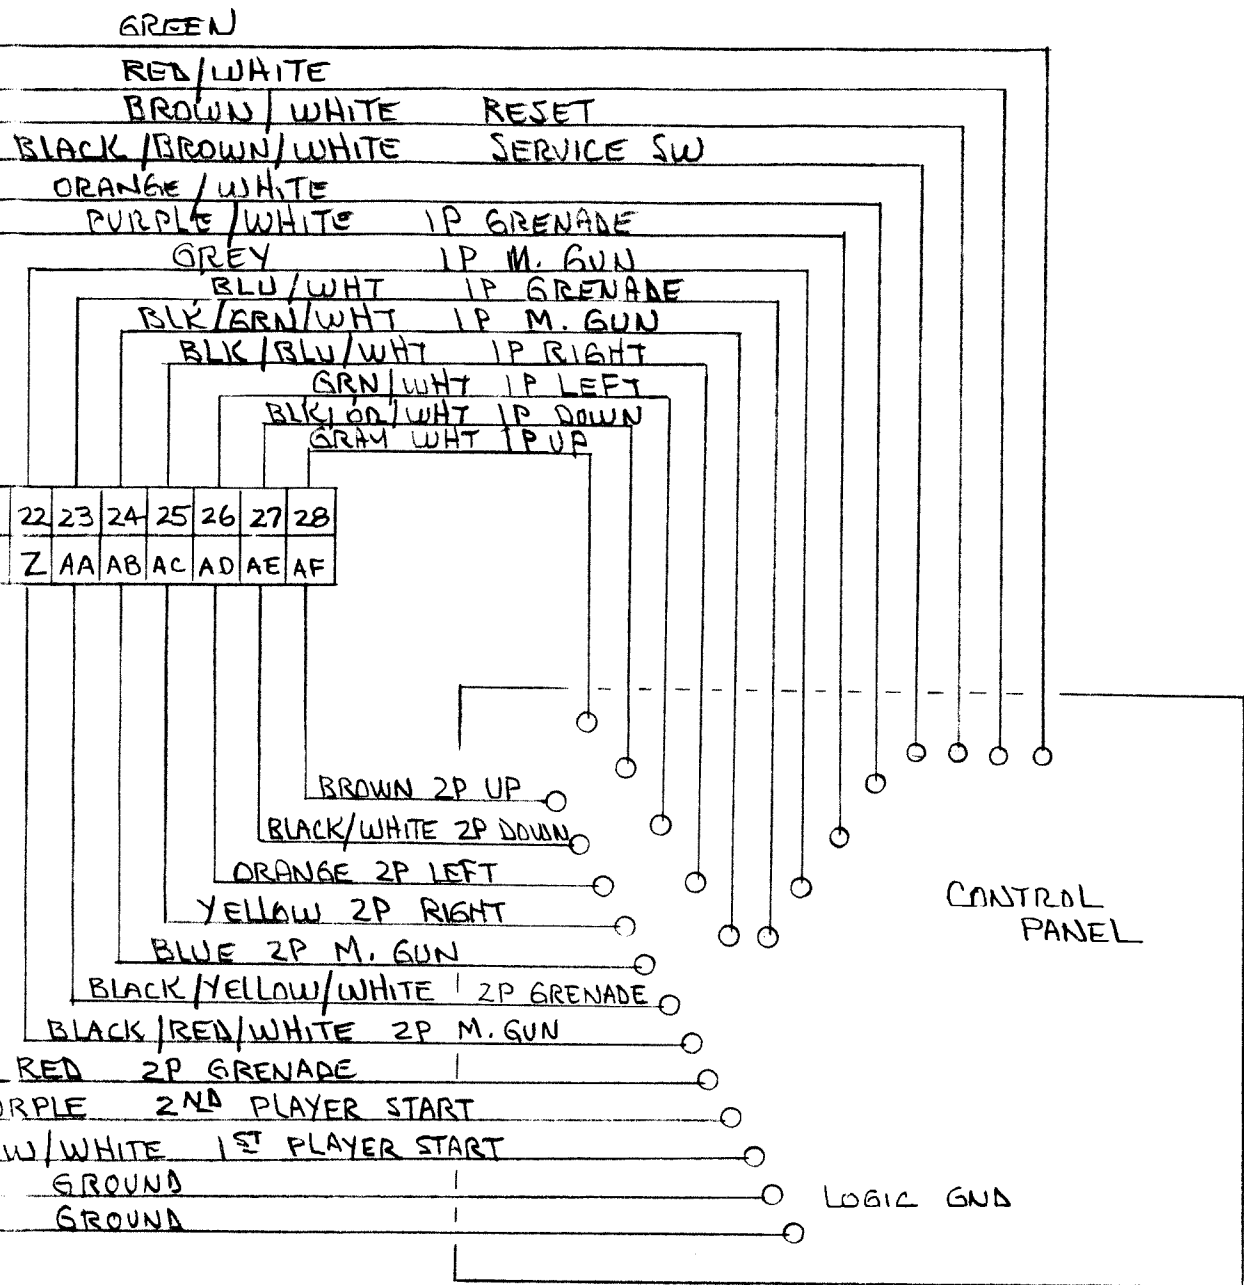 GREEN
RED/WHITE
BROWN/WHITE RESET
BLACK/BROWN/WHITE SERVICE SW
ORANGE/WHITE
PURPLE/WHITE 1P GRENADE
GREY 1P M. GUN
BLU/WHT 1P GRENADE
BLK/GRN/WHT 1P M. GUN
BLK/BLU/WHT 1P RIGHT
GRN/WHT 1P LEFT
BLK/OR/WHT 1P DOWN
GRAY WHT 1P UP
22 23 24 25 26 27 28
Z AA AB AC AD AE AF
BROWN 2P UP
BLACK/WHITE 2P DOWN
ORANGE 2P LEFT
CONTROL
PANEL
YELLOW 2P RIGHT
BLUE 2P M. GUN
BLACK/YELLOW/WHITE 2P GRENADE
BLACK/RED/WHITE 2P M. GUN
RED 2P GRENADE
URPLE 2ND PLAYER START
W/WHITE 1ST PLAYER START
GROUND LOGIC GND
GROUND